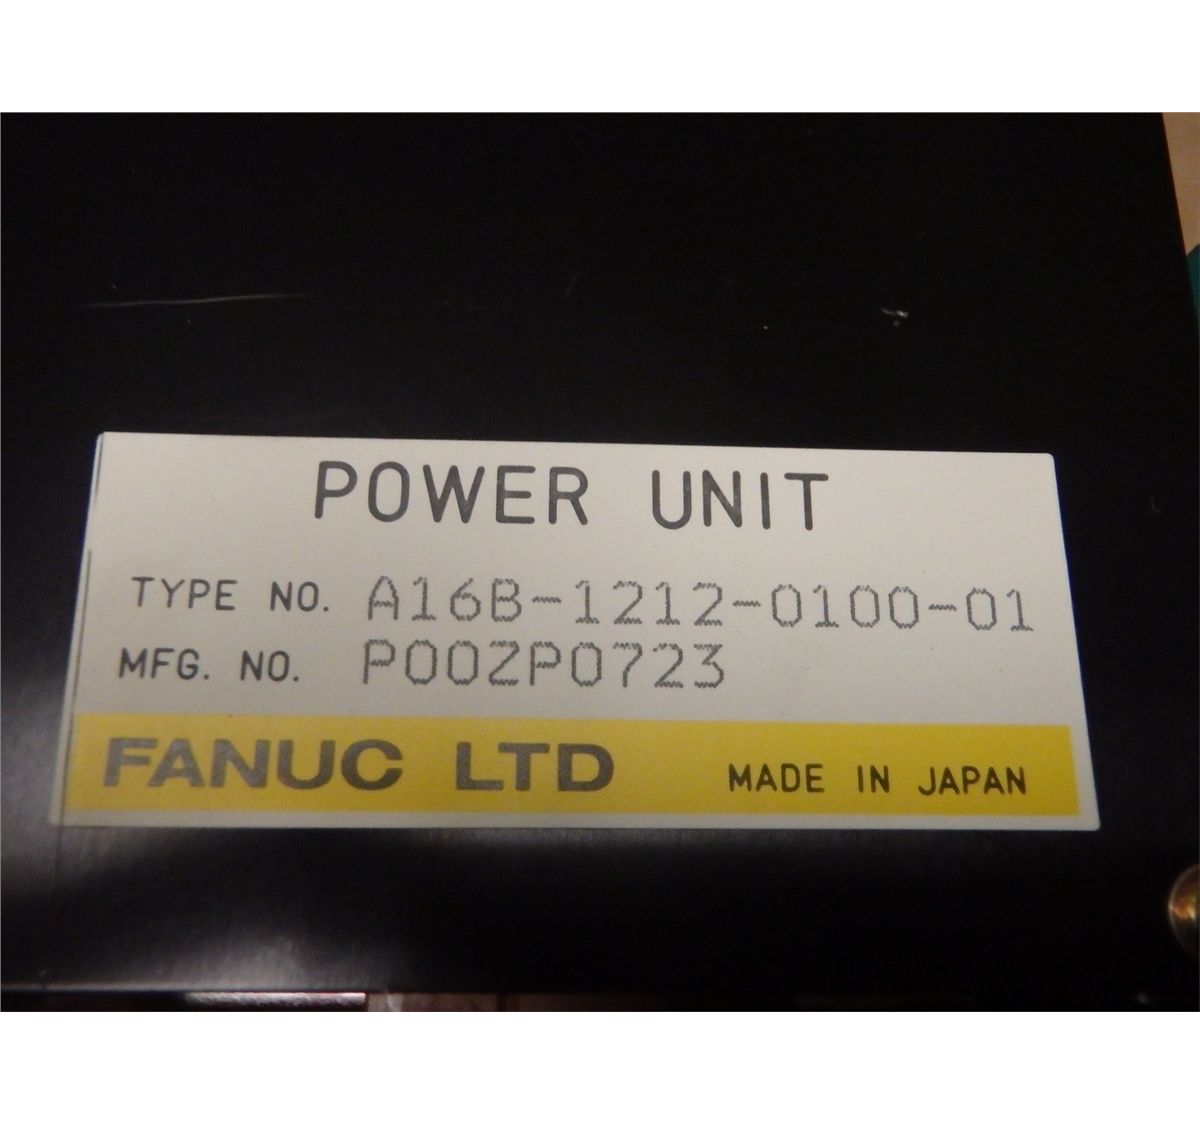 POWER UNIT
TYPE NO. A16B-1212-0100-01
MFG. NO. P00ZP0723
FANUC LTD MADE IN JAPAN